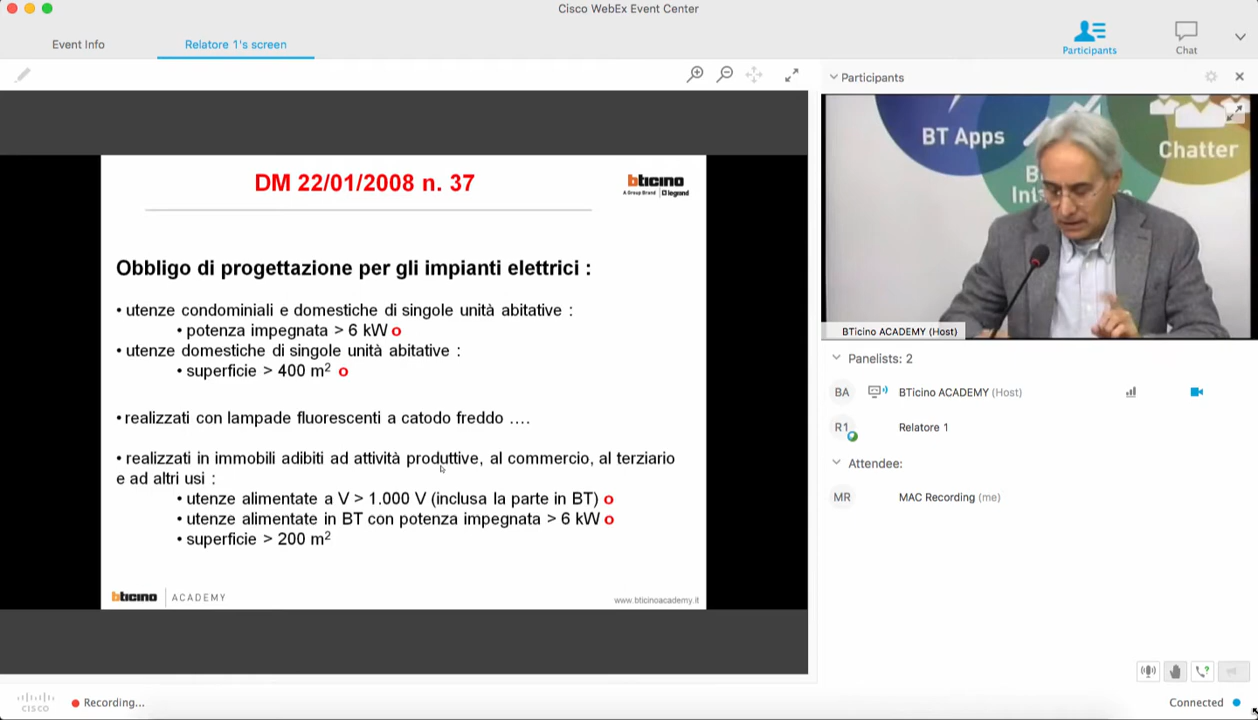 Cisco WebEx Event Center
Event Info
Relatore 1's screen
Participants
Chat
Participants
DM 22/01/2008 n. 37
bticino
A Group Brand | legrand
Obbligo di progettazione per gli impianti elettrici :
• utenze condominiali e domestiche di singole unità abitative :
• potenza impegnata > 6 kW o
• utenze domestiche di singole unità abitative :
• superficie > 400 m² o
• realizzati con lampade fluorescenti a catodo freddo ....
• realizzati in immobili adibiti ad attività produttive, al commercio, al terziario
e ad altri usi :
• utenze alimentate a V > 1.000 V (inclusa la parte in BT) o
• utenze alimentate in BT con potenza impegnata > 6 kW o
• superficie > 200 m²
bticino | ACADEMY
www.bticinoacademy.it
BT Apps
Chatter
BTicino ACADEMY (Host)
Panelists: 2
BA BTicino ACADEMY (Host)
R1 Relatore 1
Attendee:
MR MAC Recording (me)
CISCO
Recording...
Connected